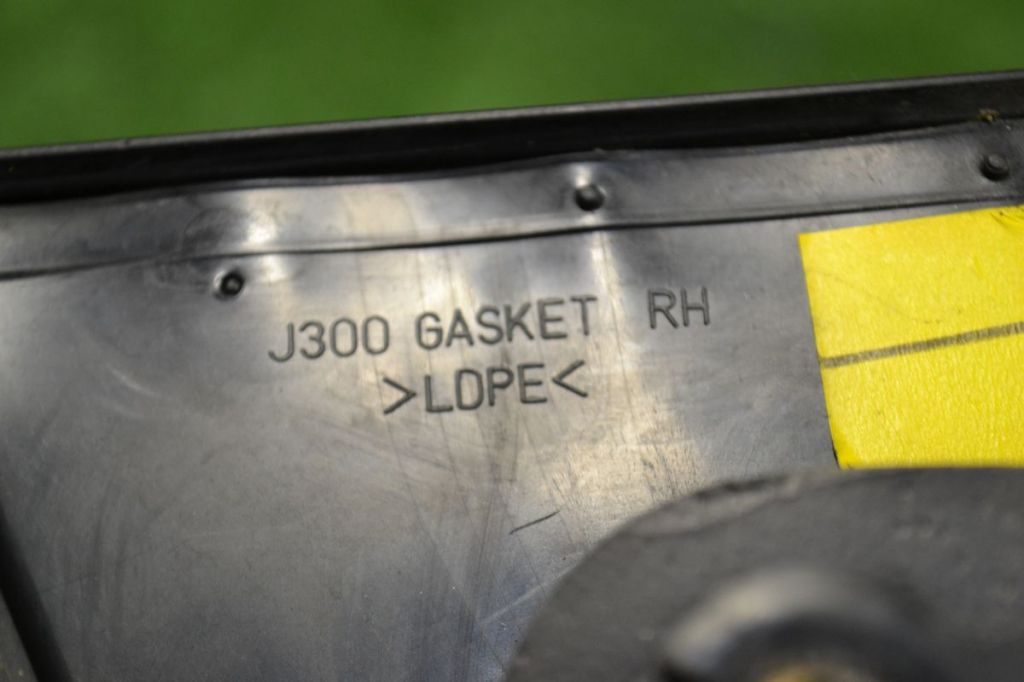 J300 GASKET RH
>LDPE<